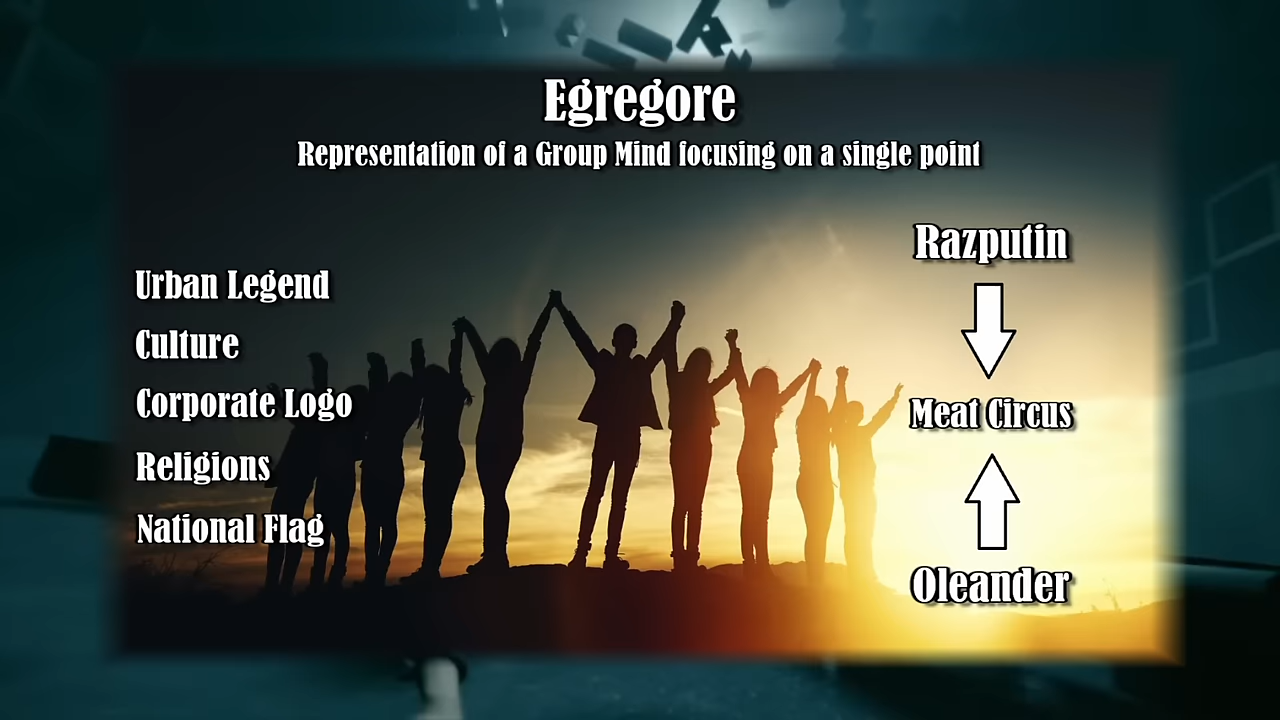 Egregore
Representation of a Group Mind focusing on a single point
Urban Legend
Culture
Corporate Logo
Religions
National Flag
Razputin
Meat Circus
Oleander